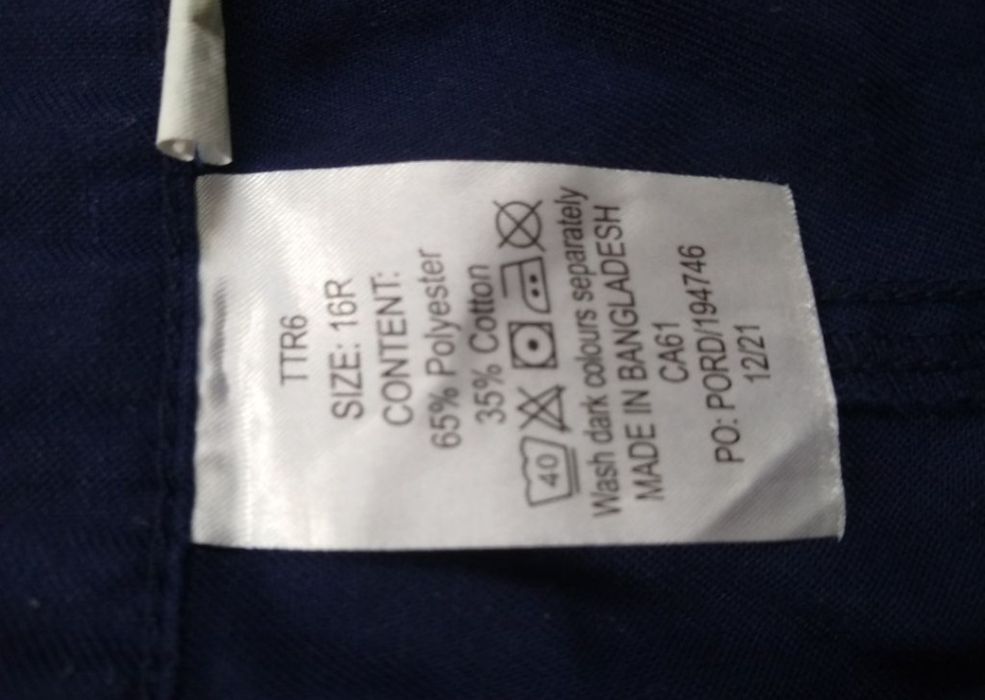 TTR6
SIZE: 16R
CONTENT:
65% Polyester
35% Cotton
40
Wash dark colours separately
MADE IN BANGLADESH
CA61
PO: PORD/194746
12/21